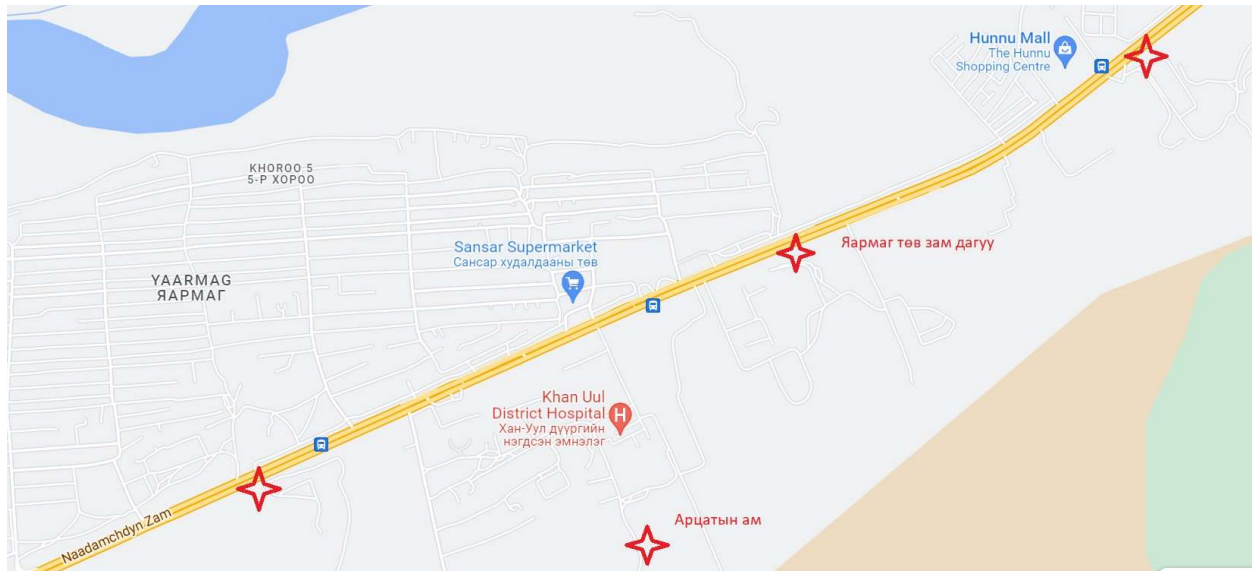 Hunnu Mall
The Hunnu
Shopping Centre
KHOROO 5
5-Р ХОРОО
Яармаг төв зам дагуу
Sansar Supermarket
Сансар худалдааны төв
YAARMAG
ЯАРМАГ
Khan Uul
District Hospital
Хан-Уул дүүргийн
нэгдсэн эмнэлэг
H
Арцатын ам
Naadamchdyn Zam